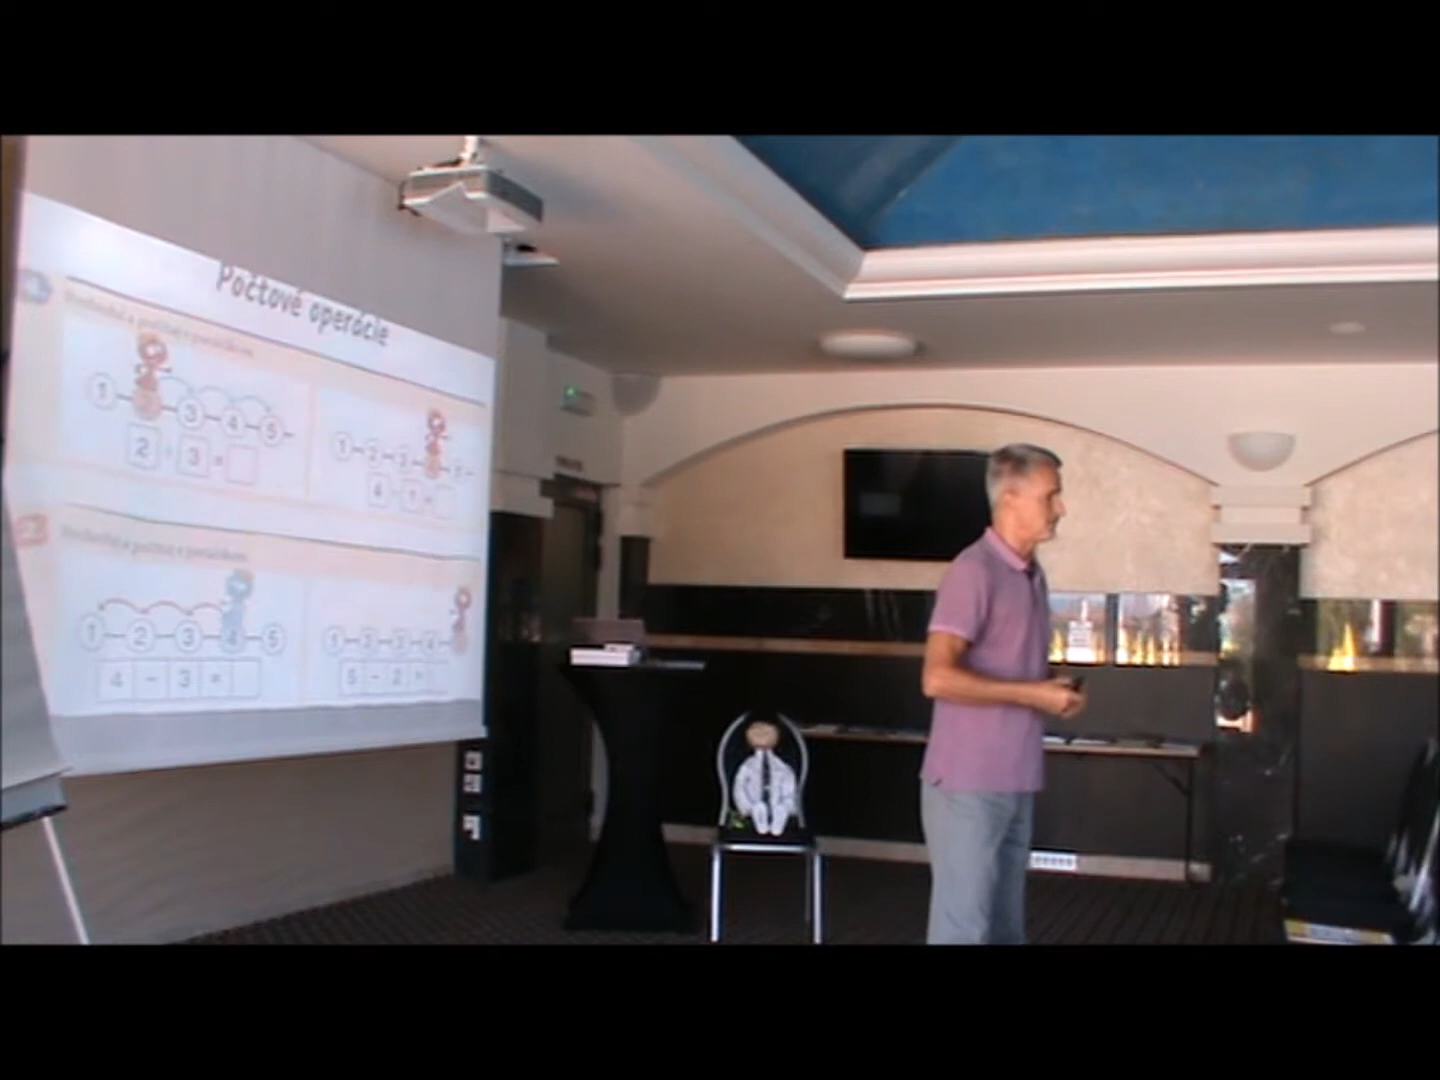 Počtové operácie
1 3 4 5
2 + 3 =
1 2 3 5
4 - 1 =
1 2 3 4 5
4 - 3 =
1 2 3 4
5 - 2 =